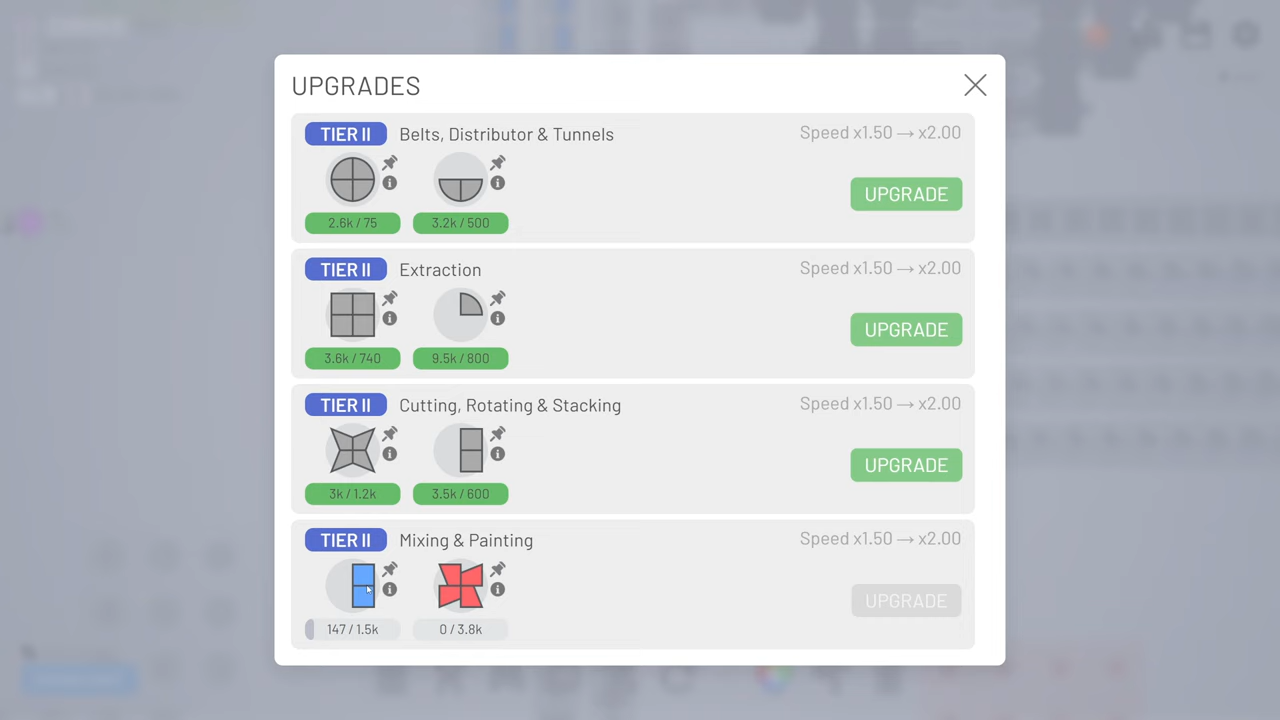 UPGRADES
TIER II Belts, Distributor & Tunnels Speed x1.50 → x2.00
2.6k / 75 3.2k / 500 UPGRADE
TIER II Extraction Speed x1.50 → x2.00
3.6k / 740 9.5k / 800 UPGRADE
TIER II Cutting, Rotating & Stacking Speed x1.50 → x2.00
3k / 1.2k 3.5k / 600 UPGRADE
TIER II Mixing & Painting Speed x1.50 → x2.00
147 / 1.5k 0 / 3.8k UPGRADE